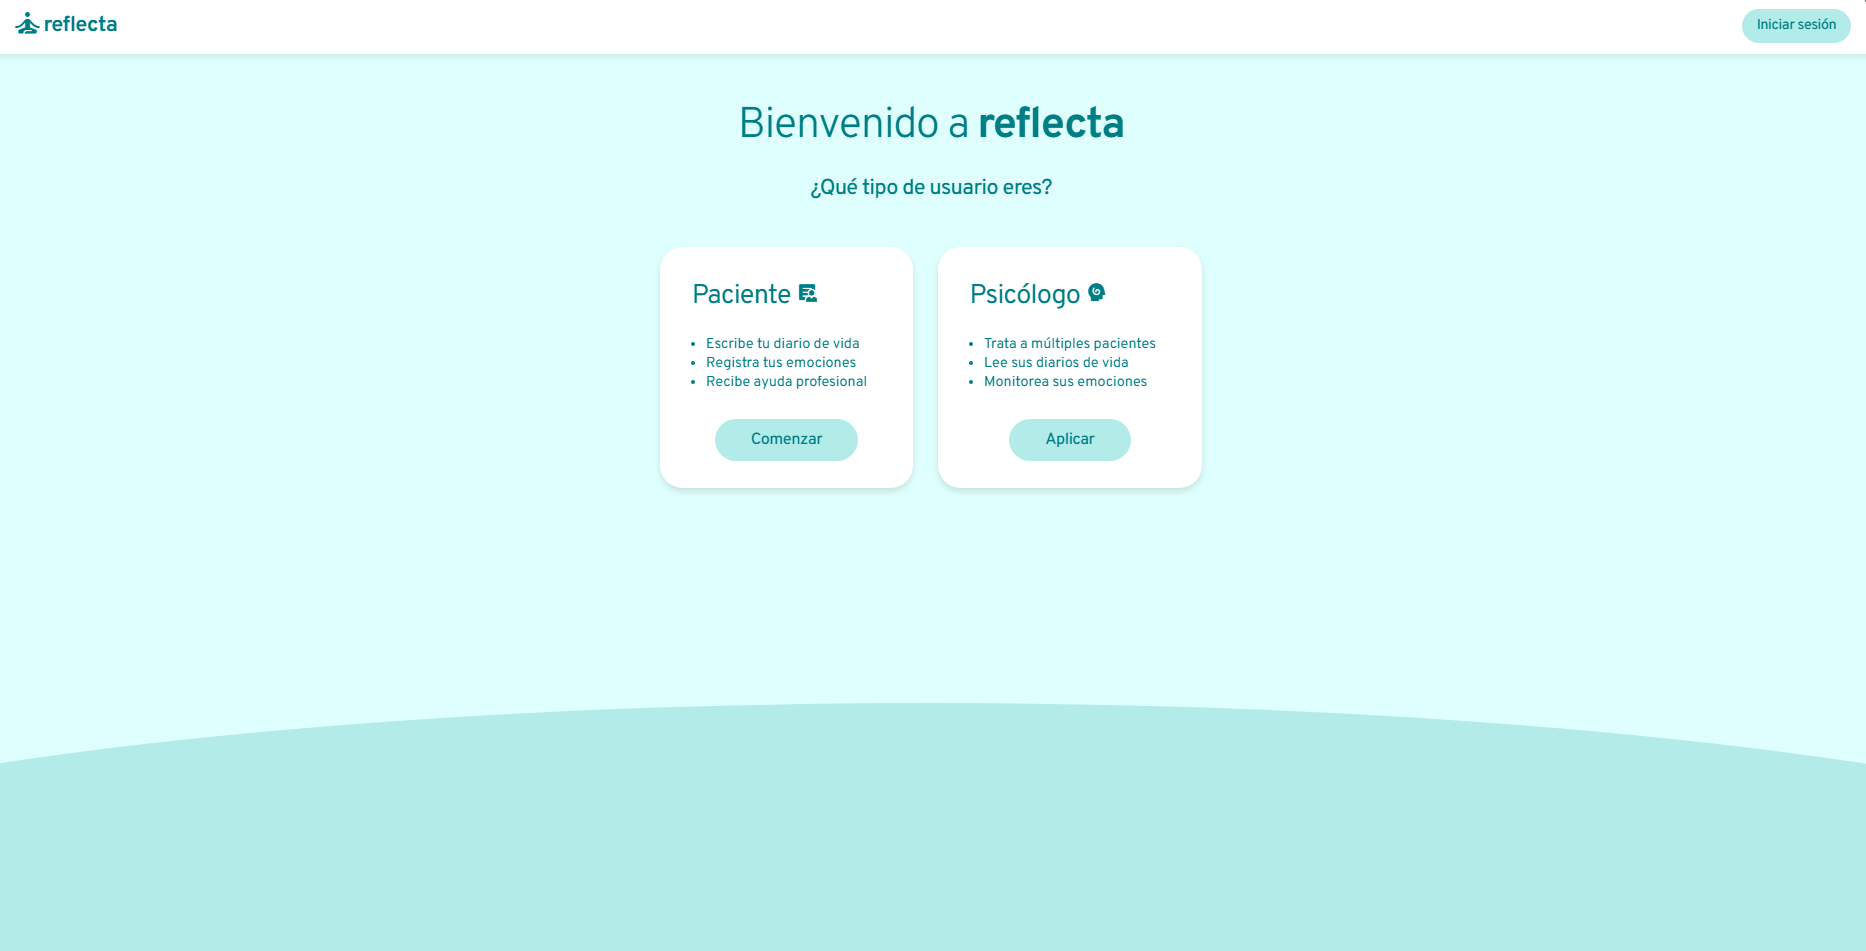 reflecta
Iniciar sesión
Bienvenido a reflecta
¿Qué tipo de usuario eres?
Paciente
Escribe tu diario de vida
Registra tus emociones
Recibe ayuda profesional
Comenzar
Psicólogo
Trata a múltiples pacientes
Lee sus diarios de vida
Monitorea sus emociones
Aplicar